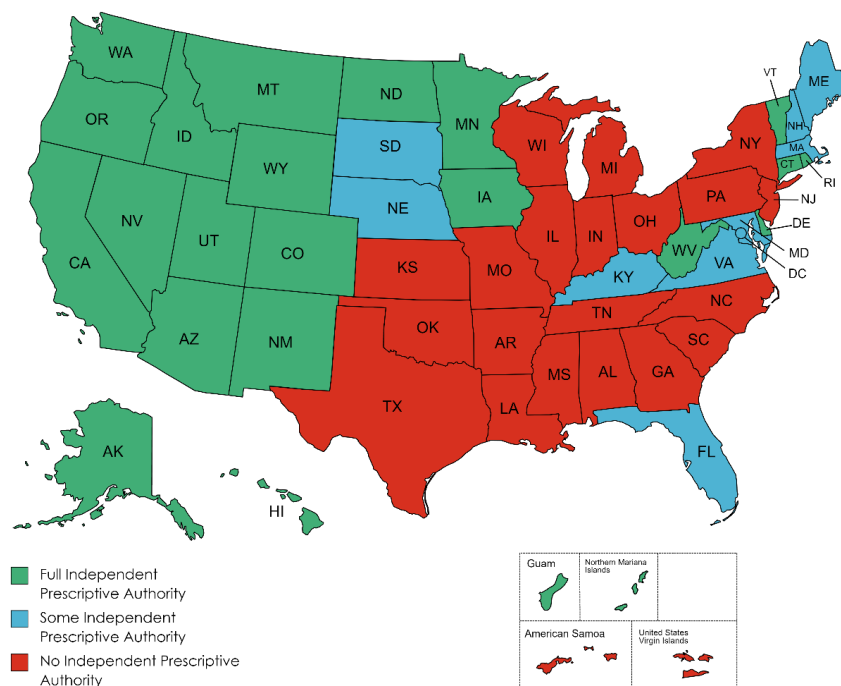 WA
OR
ID
MT
ND
MN
SD
WY
NE
IA
NV
UT
CO
CA
AZ
NM
KS
OK
TX
MO
AR
LA
WI
MI
IL
IN
OH
KY
TN
MS
AL
GA
FL
SC
NC
VA
WV
PA
NY
VT
NH
ME
MA
CT
RI
NJ
DE
MD
DC
AK
HI
Full Independent
Prescriptive Authority
Some Independent
Prescriptive Authority
No Independent Prescriptive
Authority
Guam
Northern Mariana
Islands
American Samoa
United States
Virgin Islands